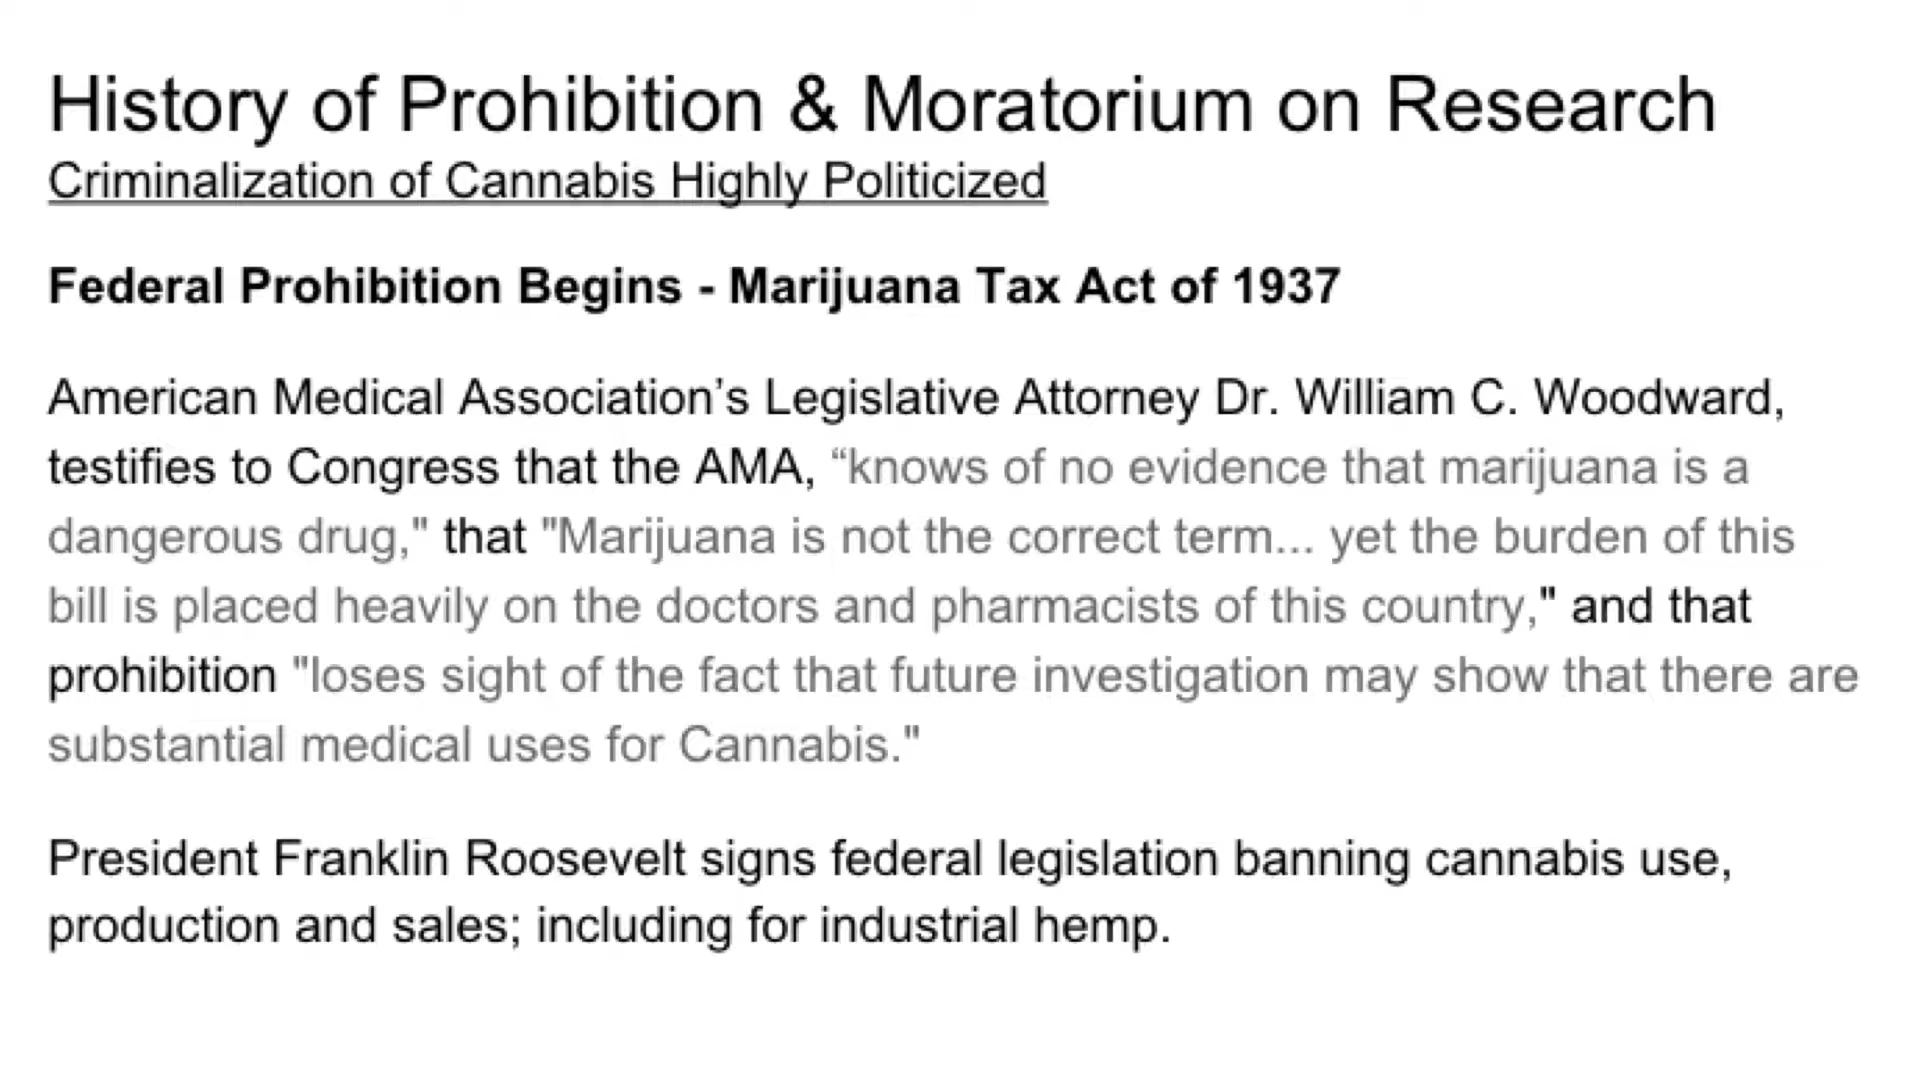 History of Prohibition & Moratorium on Research
Criminalization of Cannabis Highly Politicized
Federal Prohibition Begins - Marijuana Tax Act of 1937
American Medical Association’s Legislative Attorney Dr. William C. Woodward,
testifies to Congress that the AMA, “knows of no evidence that marijuana is a
dangerous drug," that "Marijuana is not the correct term... yet the burden of this
bill is placed heavily on the doctors and pharmacists of this country," and that
prohibition "loses sight of the fact that future investigation may show that there are
substantial medical uses for Cannabis."
President Franklin Roosevelt signs federal legislation banning cannabis use,
production and sales; including for industrial hemp.